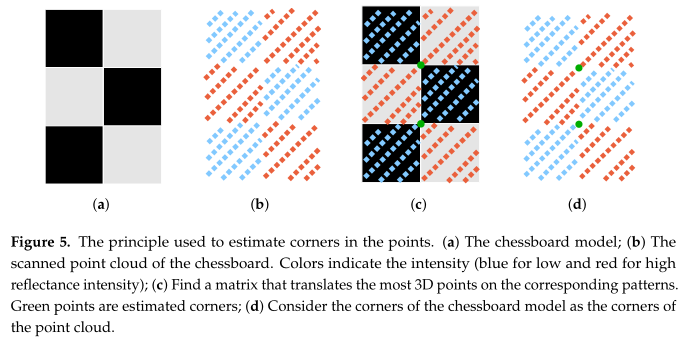 (a)
(b)
(c)
(d)
Figure 5. The principle used to estimate corners in the points. (a) The chessboard model; (b) The
scanned point cloud of the chessboard. Colors indicate the intensity (blue for low and red for high
reflectance intensity); (c) Find a matrix that translates the most 3D points on the corresponding patterns.
Green points are estimated corners; (d) Consider the corners of the chessboard model as the corners of
the point cloud.